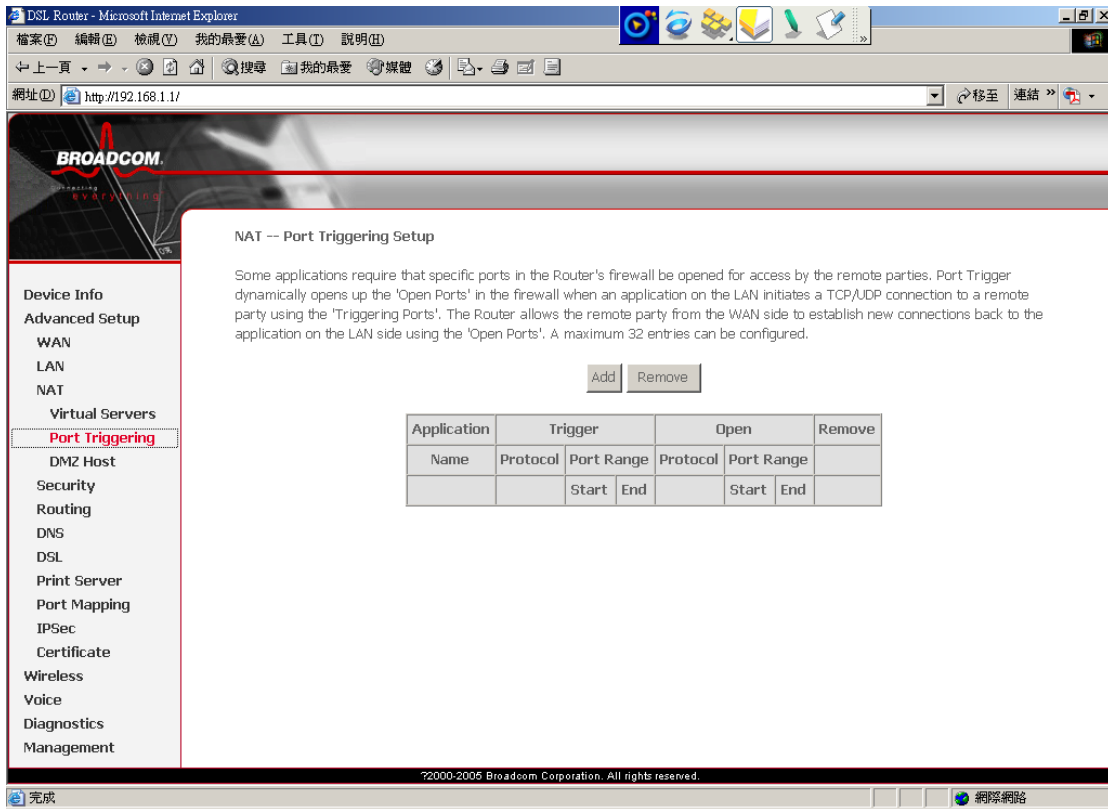 DSL Router - Microsoft Internet Explorer
檔案(F) 編輯(E) 檢視(V) 我的最愛(A) 工具(T) 說明(H)
»
上一頁 搜尋 我的最愛 媒體
網址(D) http://192.168.1.1/ 移至 連結 »
BROADCOM.
Connecting
everything
NAT -- Port Triggering Setup
Some applications require that specific ports in the Router's firewall be opened for access by the remote parties. Port Trigger
dynamically opens up the 'Open Ports' in the firewall when an application on the LAN initiates a TCP/UDP connection to a remote
party using the 'Triggering Ports'. The Router allows the remote party from the WAN side to establish new connections back to the
application on the LAN side using the 'Open Ports'. A maximum 32 entries can be configured.
Add Remove
Application Trigger Open Remove
Name Protocol Port Range Protocol Port Range
Start End Start End
Device Info
Advanced Setup
WAN
LAN
NAT
Virtual Servers
Port Triggering
DMZ Host
Security
Routing
DNS
DSL
Print Server
Port Mapping
IPSec
Certificate
Wireless
Voice
Diagnostics
Management
?2000-2005 Broadcom Corporation. All rights reserved.
完成 網際網路